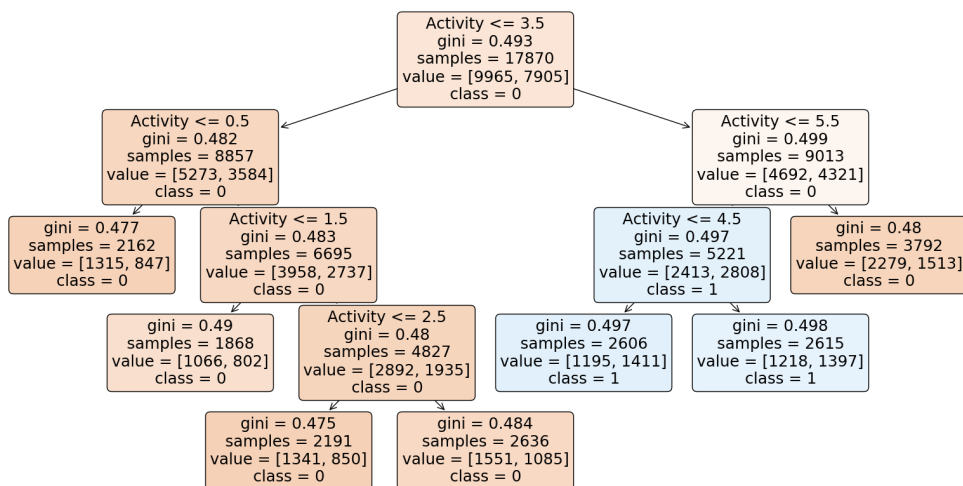 Activity <= 3.5
gini = 0.493
samples = 17870
value = [9965, 7905]
class = 0
Activity <= 0.5
gini = 0.482
samples = 8857
value = [5273, 3584]
class = 0
Activity <= 5.5
gini = 0.499
samples = 9013
value = [4692, 4321]
class = 0
gini = 0.477
samples = 2162
value = [1315, 847]
class = 0
Activity <= 1.5
gini = 0.483
samples = 6695
value = [3958, 2737]
class = 0
Activity <= 4.5
gini = 0.497
samples = 5221
value = [2413, 2808]
class = 1
gini = 0.48
samples = 3792
value = [2279, 1513]
class = 0
gini = 0.49
samples = 1868
value = [1066, 802]
class = 0
Activity <= 2.5
gini = 0.48
samples = 4827
value = [2892, 1935]
class = 0
gini = 0.497
samples = 2606
value = [1195, 1411]
class = 1
gini = 0.498
samples = 2615
value = [1218, 1397]
class = 1
gini = 0.475
samples = 2191
value = [1341, 850]
class = 0
gini = 0.484
samples = 2636
value = [1551, 1085]
class = 0